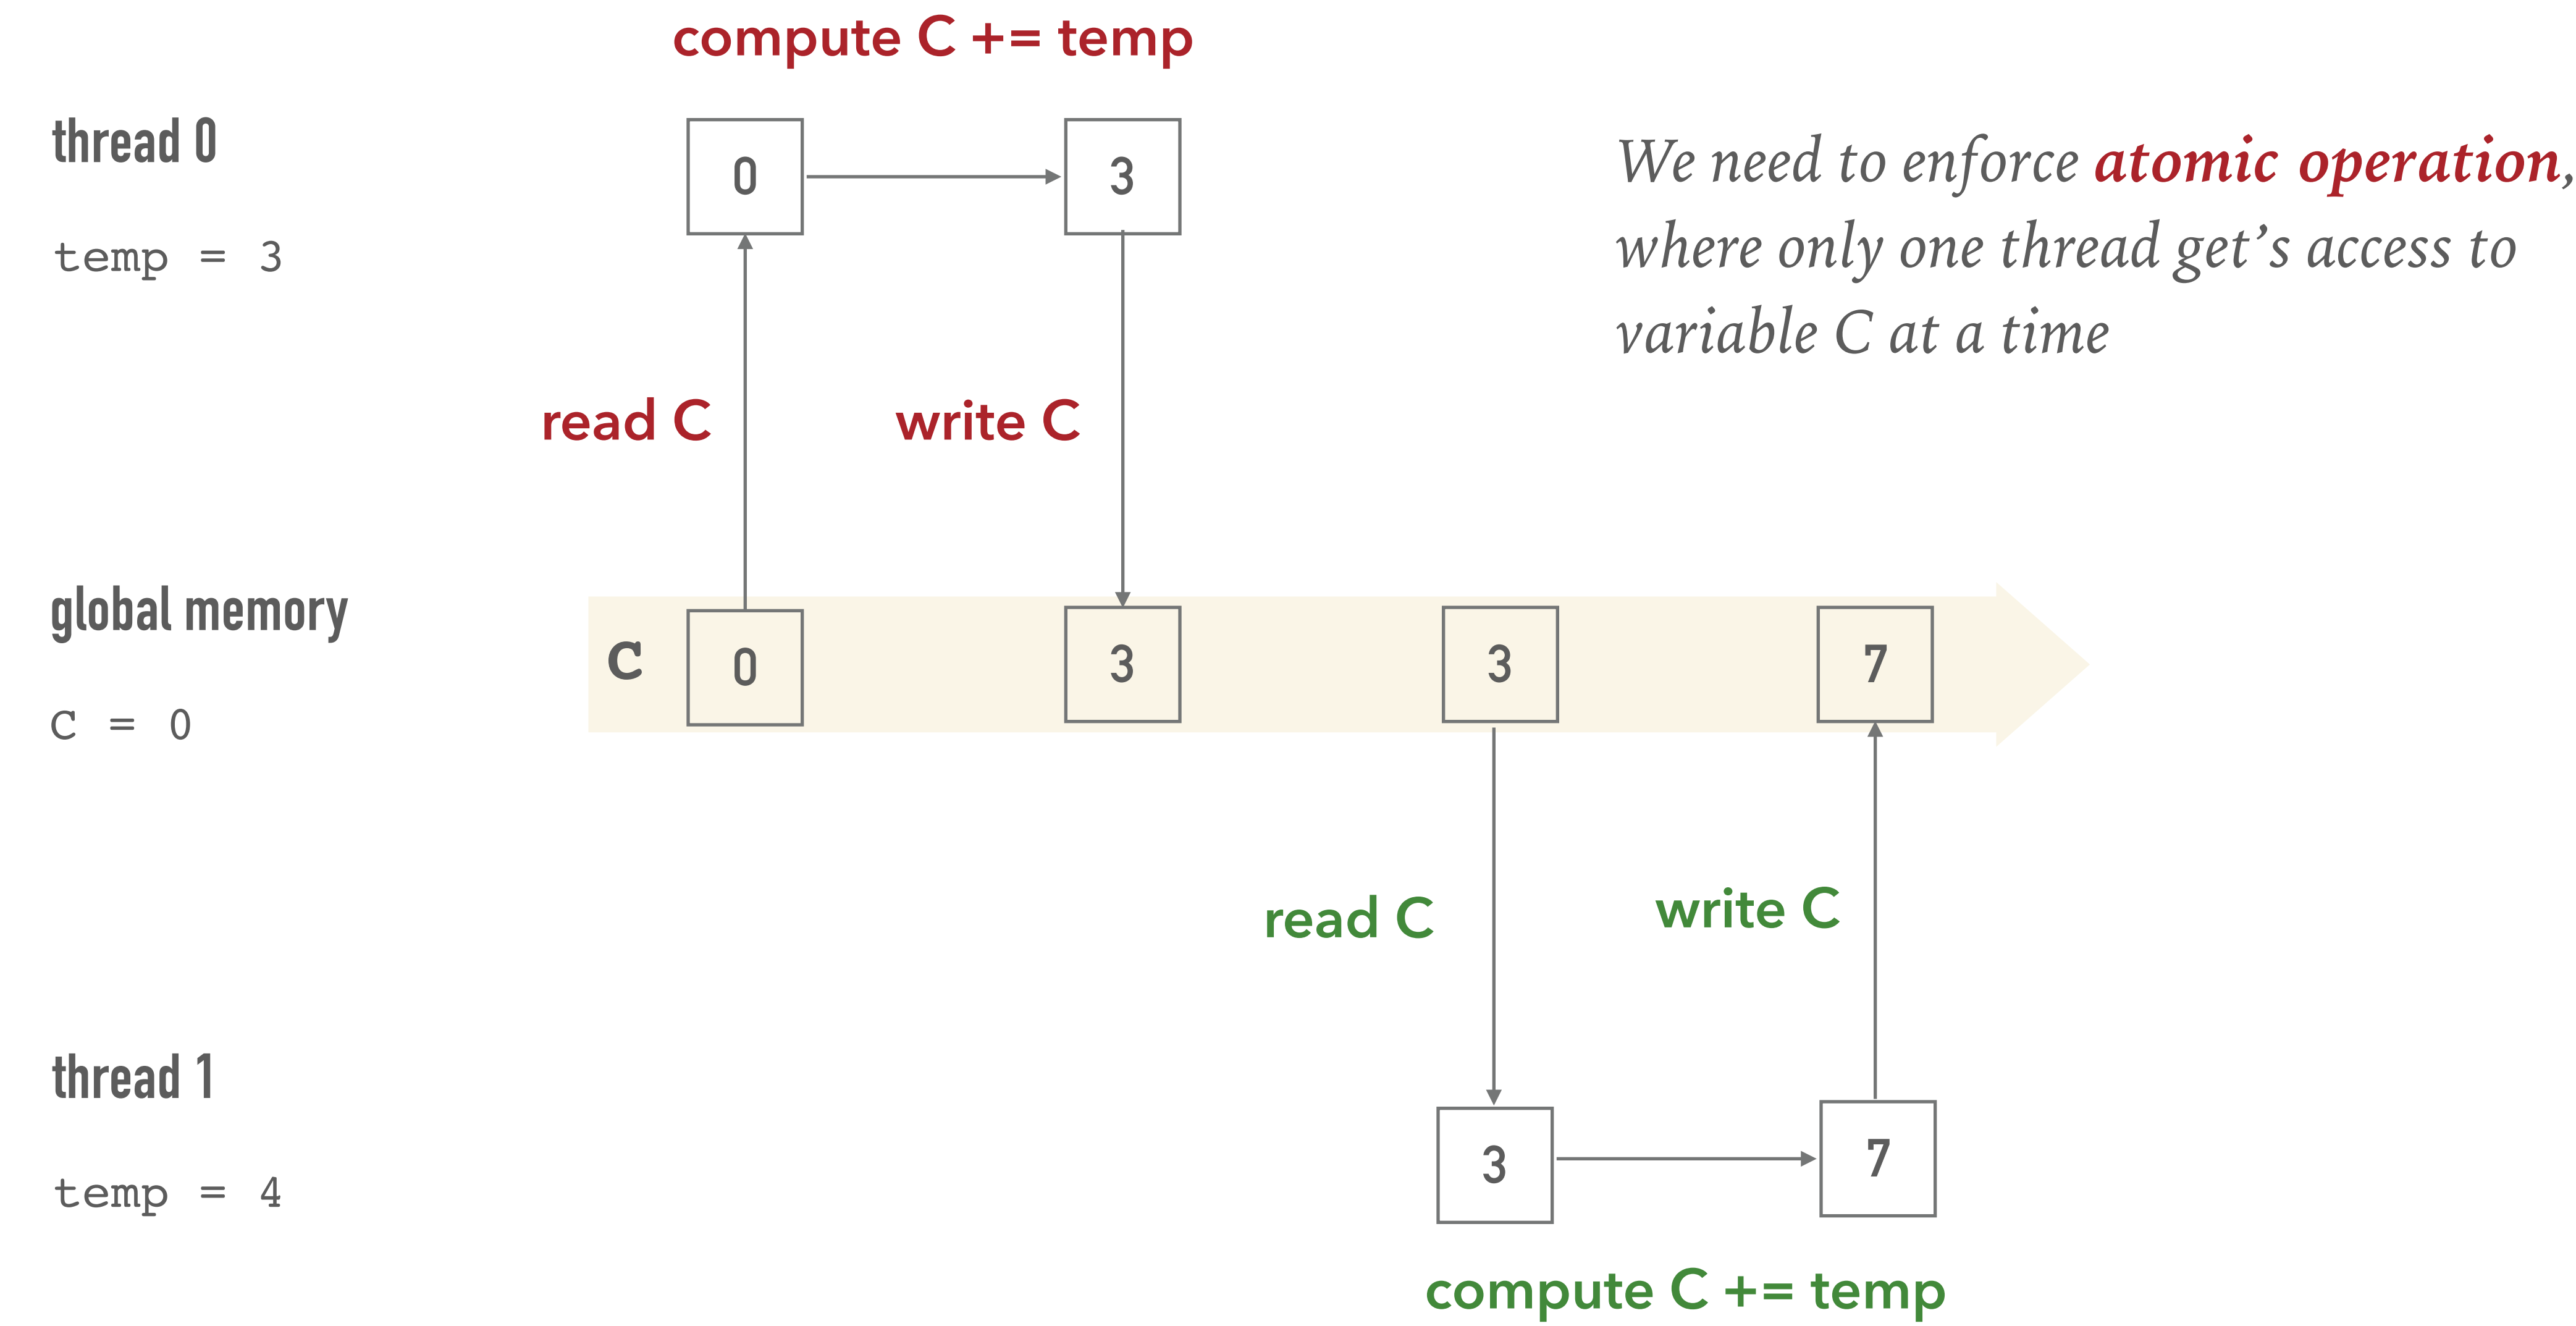 compute C += temp
thread 0
0
3
We need to enforce atomic operation,
where only one thread get’s access to
variable C at a time
temp = 3
read C
write C
global memory
C
0
3
3
7
C = 0
read C
write C
thread 1
3
7
temp = 4
compute C += temp